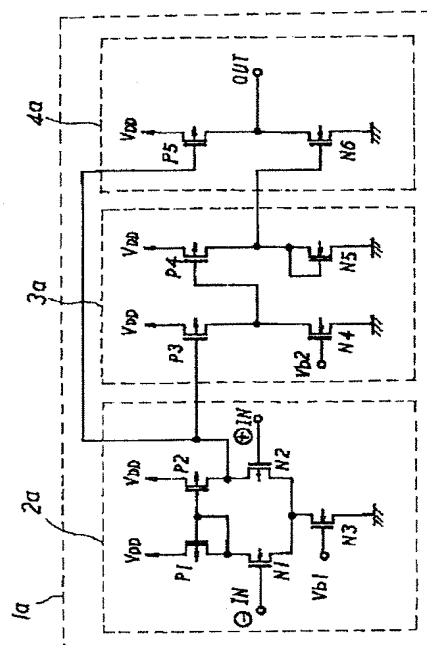 1a
2a
3a
4a
VDD
VDD
VDD
VDD
VDD
P1
P2
P3
P4
P5
OUT
⊖IN
⊕IN
N1
N2
Vb1
N3
Vb2
N4
N5
N6